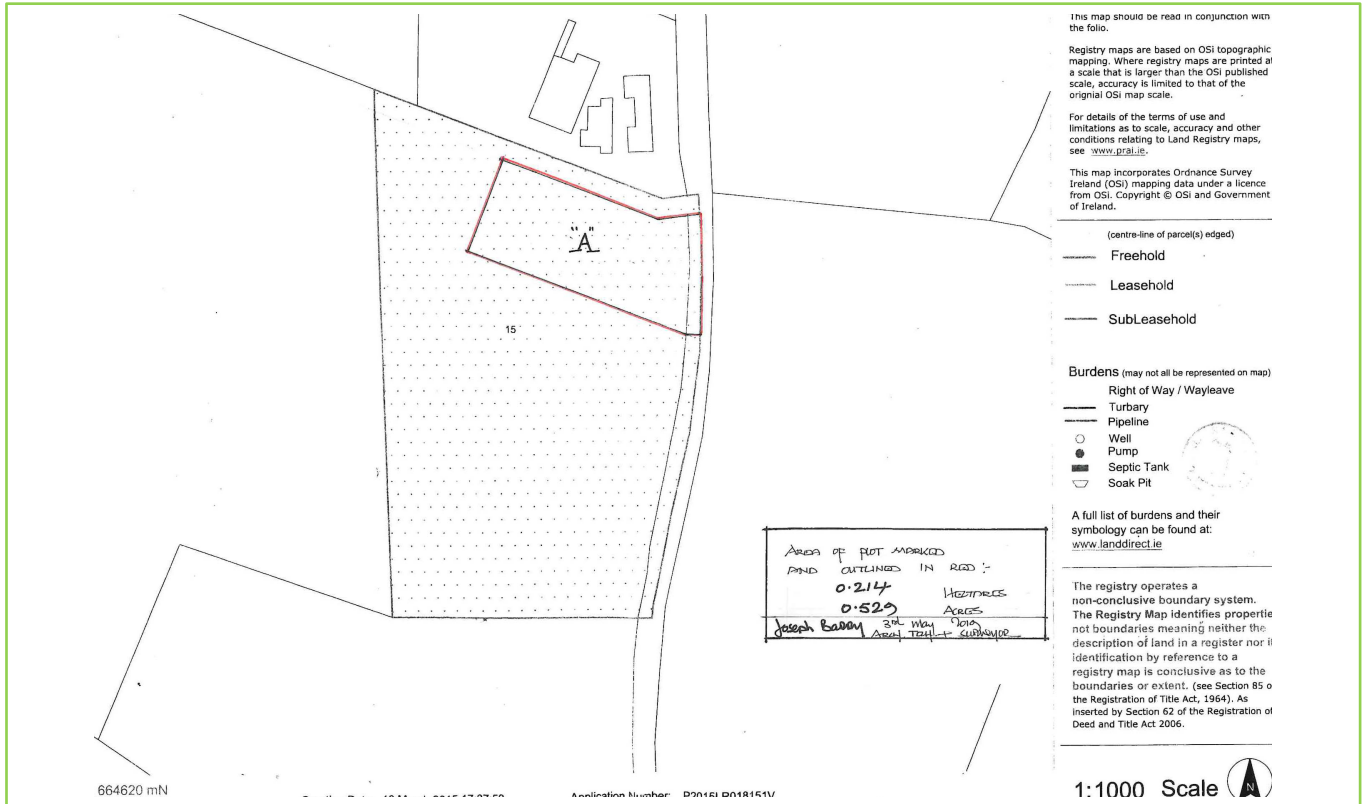 This map should be read in conjunction with
the folio.
Registry maps are based on OSi topographic
mapping. Where registry maps are printed at
a scale that is larger than the OSi published
scale, accuracy is limited to that of the
orignial OSi map scale.
For details of the terms of use and
limitations as to scale, accuracy and other
conditions relating to Land Registry maps,
see www.prai.ie.
This map incorporates Ordnance Survey
Ireland (OSi) mapping data under a licence
from OSi. Copyright © OSi and Government
of Ireland.
(centre-line of parcel(s) edged)
Freehold
Leasehold
SubLeasehold
Burdens (may not all be represented on map)
Right of Way / Wayleave
Turbary
Pipeline
Well
Pump
Septic Tank
Soak Pit
A full list of burdens and their
symbology can be found at:
www.landdirect.ie
The registry operates a
non-conclusive boundary system.
The Registry Map identifies propertie
not boundaries meaning neither the
description of land in a register nor it
identification by reference to a
registry map is conclusive as to the
boundaries or extent. (see Section 85 o
the Registration of Title Act, 1964). As
inserted by Section 62 of the Registration of
Deed and Title Act 2006.
1:1000 Scale
N
"A"
15
AREA OF PLOT MARKED
AND OUTLINED IN RED :-
0.214 HECTARES
0.529 ACRES
Joseph Barry 3rd May 2019
ARCH. TECH + SURVEYOR
664620 mN
Application Number: P2016LR018151V